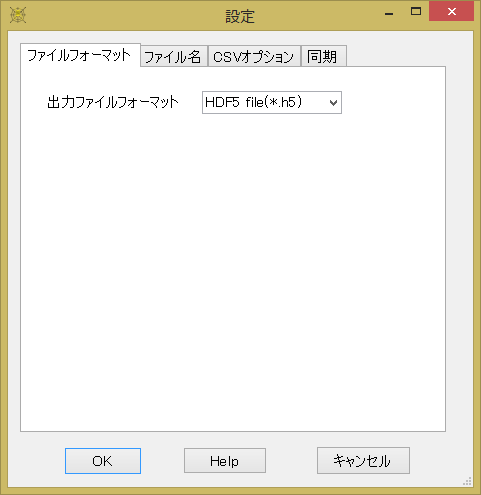 設定
ファイルフォーマット ファイル名 CSVオプション 同期
出力ファイルフォーマット HDF5 file(*.h5)
OK Help キャンセル